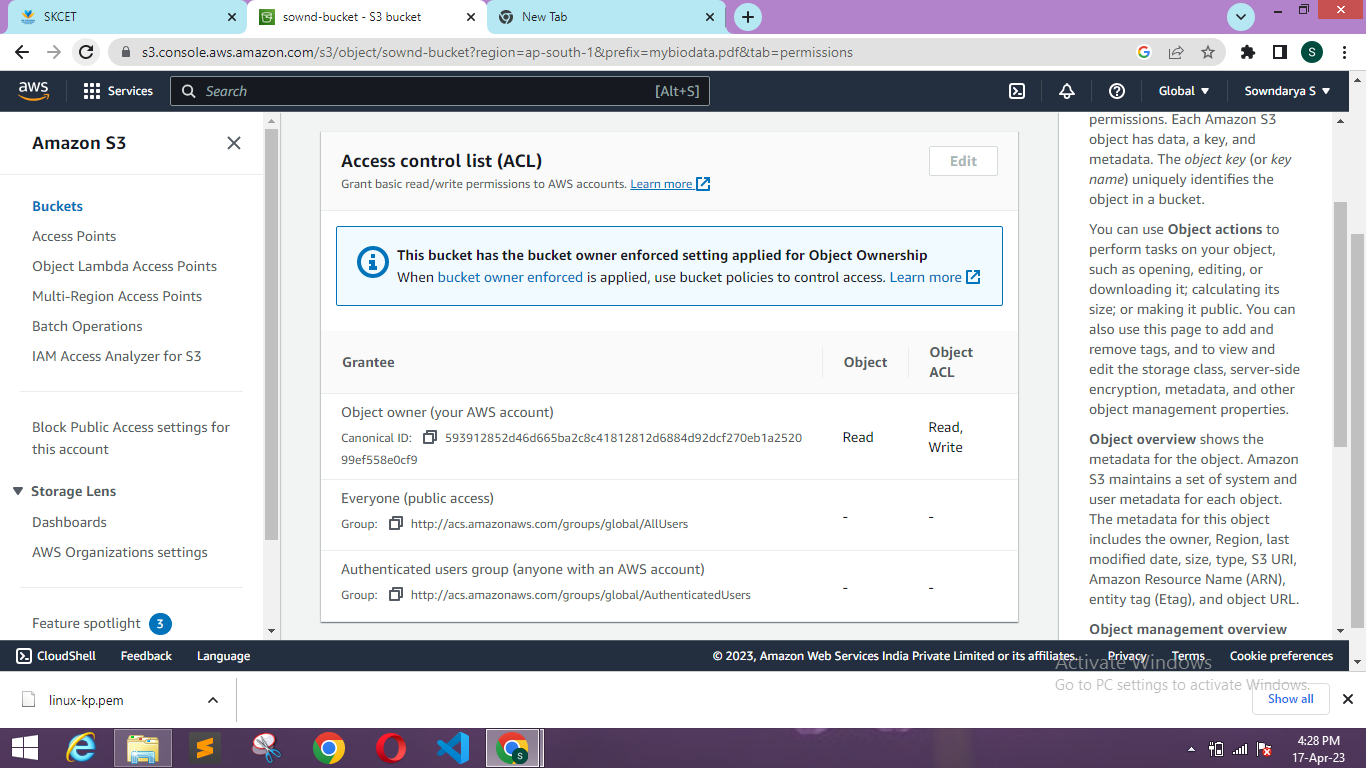 SKCET
sownd-bucket - S3 bucket
New Tab
s3.console.aws.amazon.com/s3/object/sownd-bucket?region=ap-south-1&prefix=mybiodata.pdf&tab=permissions
S
aws
Services
Search
[Alt+S]
Global
Sowndarya S
Amazon S3
Buckets
Access Points
Object Lambda Access Points
Multi-Region Access Points
Batch Operations
IAM Access Analyzer for S3
Block Public Access settings for
this account
Storage Lens
Dashboards
AWS Organizations settings
Feature spotlight 3
Access control list (ACL)
Edit
Grant basic read/write permissions to AWS accounts. Learn more
This bucket has the bucket owner enforced setting applied for Object Ownership
When bucket owner enforced is applied, use bucket policies to control access. Learn more
Grantee
Object
Object
ACL
Object owner (your AWS account)
Canonical ID: 593912852d46d665ba2c8c41812812d6884d92dcf270eb1a2520
99ef558e0cf9
Read
Read,
Write
Everyone (public access)
Group: http://acs.amazonaws.com/groups/global/AllUsers
-
-
Authenticated users group (anyone with an AWS account)
Group: http://acs.amazonaws.com/groups/global/AuthenticatedUsers
-
-
permissions. Each Amazon S3
object has data, a key, and
metadata. The object key (or key
name) uniquely identifies the
object in a bucket.
You can use Object actions to
perform tasks on your object,
such as opening, editing, or
downloading it; calculating its
size; or making it public. You can
also use this page to add and
remove tags, and to view and
edit the storage class, server-side
encryption, metadata, and other
object management properties.
Object overview shows the
metadata for the object. Amazon
S3 maintains a set of system and
user metadata for each object.
The metadata for this object
includes the owner, Region, last
modified date, size, type, S3 URI,
Amazon Resource Name (ARN),
entity tag (Etag), and object URL.
Object management overview
CloudShell
Feedback
Language
© 2023, Amazon Web Services India Private Limited or its affiliates.
Privacy
Terms
Cookie preferences
Activate Windows
Go to PC settings to activate Windows.
linux-kp.pem
Show all
S
4:28 PM
17-Apr-23